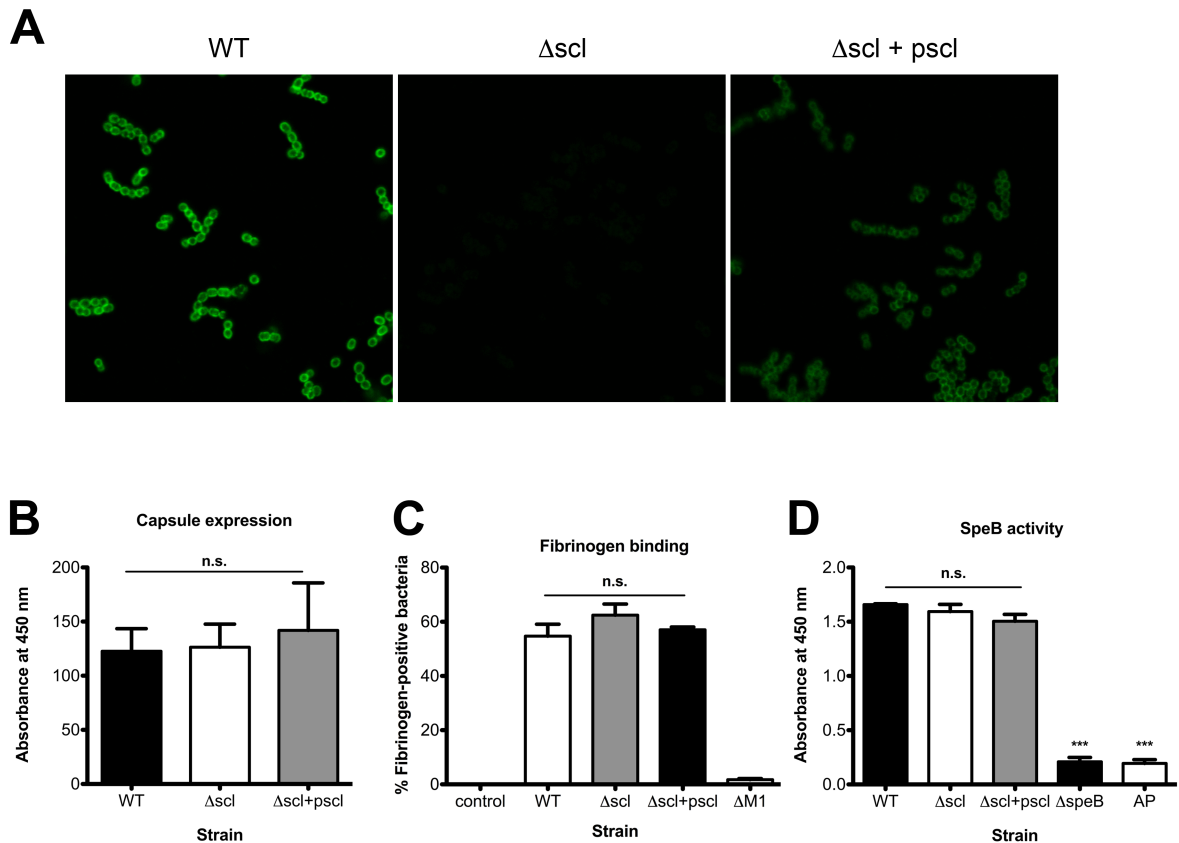 A
WT
Δscl
Δscl + pscl
B
Capsule expression
Absorbance at 450 nm
200
150
100
50
0
n.s.
WT
Δscl
Δscl+pscl
Strain
C
Fibrinogen binding
% Fibrinogen-positive bacteria
80
60
40
20
0
n.s.
control
WT
Δscl
Δscl+pscl
ΔM1
Strain
D
SpeB activity
Absorbance at 450 nm
2.0
1.5
1.0
0.5
0.0
n.s.
***
***
WT
Δscl
Δscl+pscl
ΔspeB
AP
Strain